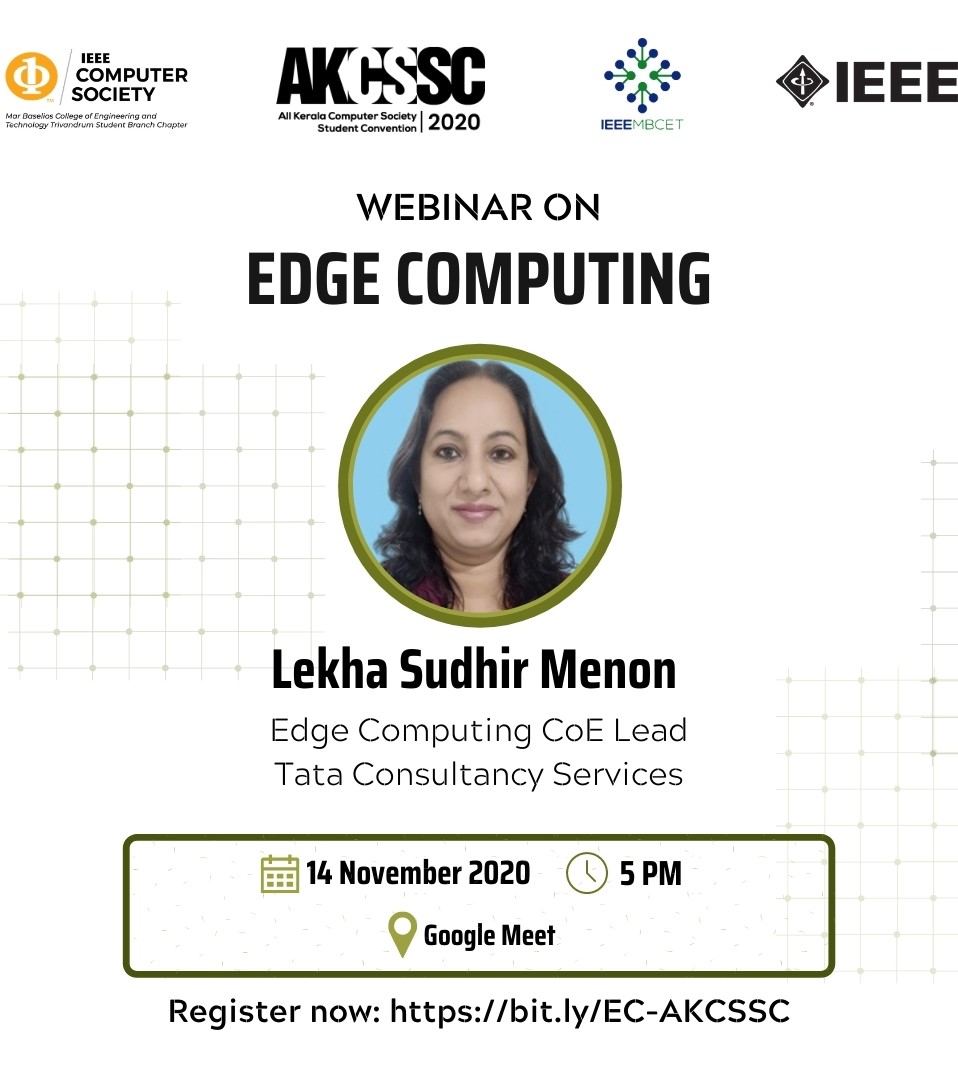 IEEE
COMPUTER
SOCIETY
TM
Mar Baselios College of Engineering and
Technology Trivandrum Student Branch Chapter
AKCSSC
All Kerala Computer Society
Student Convention
2020
IEEEMBCET
IEEE
WEBINAR ON
EDGE COMPUTING
Lekha Sudhir Menon
Edge Computing CoE Lead
Tata Consultancy Services
14 November 2020
5 PM
Google Meet
Register now: https://bit.ly/EC-AKCSSC